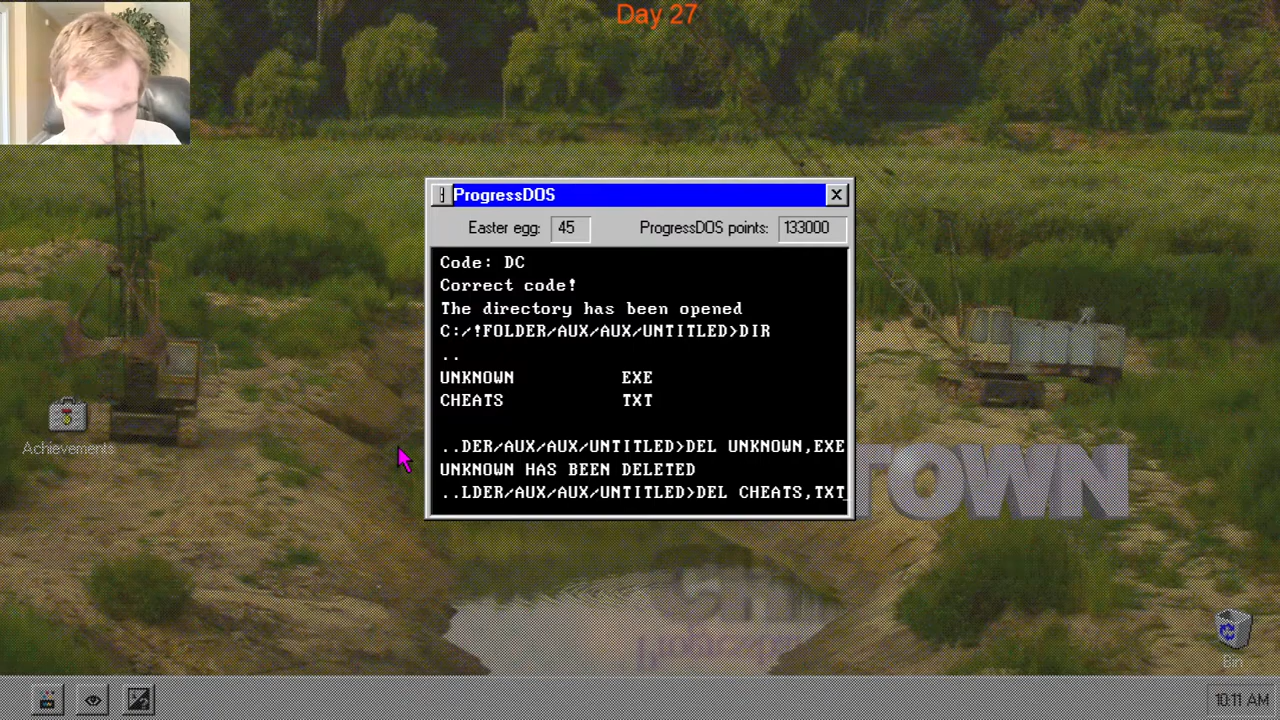 Day 27
ProgressDOS
Easter egg: 45 ProgressDOS points: 133000
Code: DC
Correct code!
The directory has been opened
C:/!FOLDER/AUX/AUX/UNTITLED>DIR
..
UNKNOWN EXE
CHEATS TXT
..DER/AUX/AUX/UNTITLED>DEL UNKNOWN,EXE
UNKNOWN HAS BEEN DELETED
..LDER/AUX/AUX/UNTITLED>DEL CHEATS,TXT_
Achievements
TOWN
Bin
10:11 AM